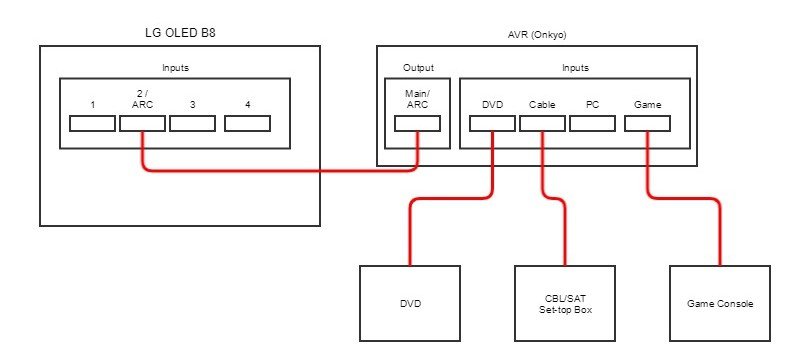 LG OLED B8
AVR (Onkyo)
Inputs
1
2 /
ARC
3
4
Output
Main/
ARC
Inputs
DVD
Cable
PC
Game
DVD
CBL/SAT
Set-top Box
Game Console